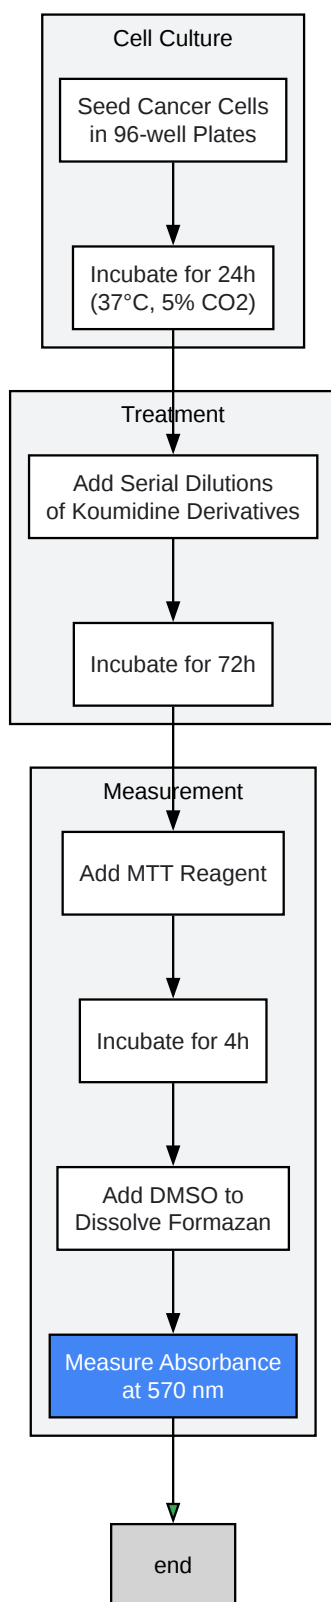 Cell Culture
Seed Cancer Cells
in 96-well Plates
Incubate for 24h
(37°C, 5% CO2)
Treatment
Add Serial Dilutions
of Koumidine Derivatives
Incubate for 72h
Measurement
Add MTT Reagent
Incubate for 4h
Add DMSO to
Dissolve Formazan
Measure Absorbance
at 570 nm
end